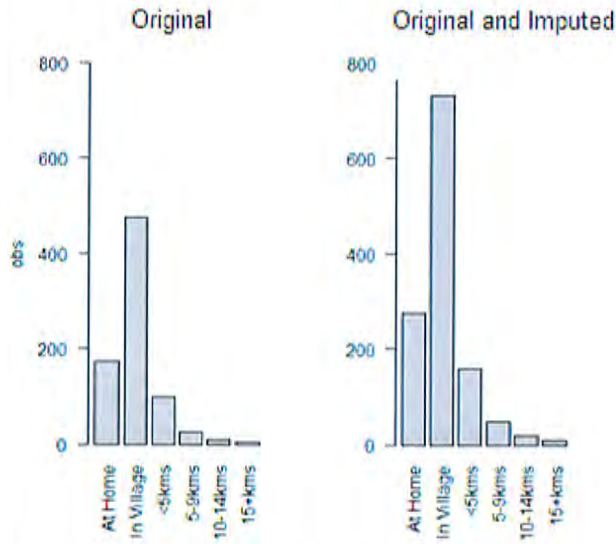 Original
800
600
400
200
0
obs
At Home
In Village
<5kms
5-9kms
10-14kms
15+kms
Original and Imputed
800
600
400
200
0
At Home
In Village
<5kms
5-9kms
10-14kms
15+kms